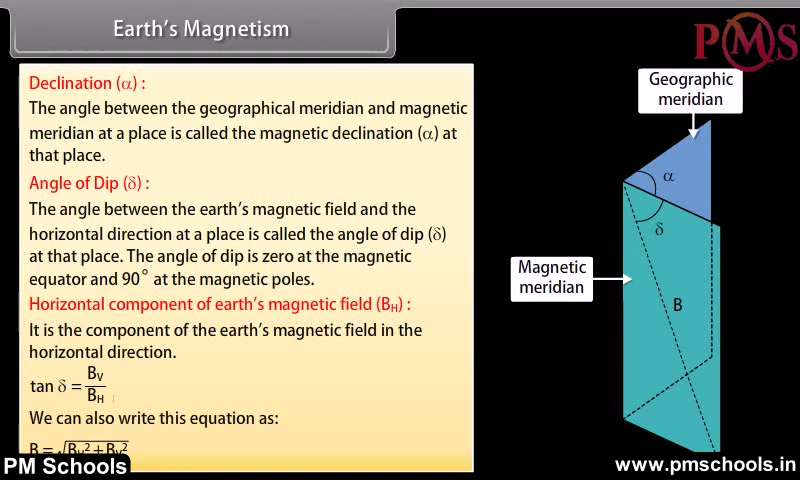 Earth's Magnetism
PMS
Declination (α) :
The angle between the geographical meridian and magnetic
meridian at a place is called the magnetic declination (α) at
that place.
Angle of Dip (δ) :
The angle between the earth's magnetic field and the
horizontal direction at a place is called the angle of dip (δ)
at that place. The angle of dip is zero at the magnetic
equator and 90° at the magnetic poles.
Horizontal component of earth's magnetic field (B_H) :
It is the component of the earth's magnetic field in the
horizontal direction.
tan δ = B_V / B_H
We can also write this equation as:
B = √(B_H² + B_V²)
Geographic
meridian
α
δ
Magnetic
meridian
B
PM Schools
www.pmschools.in